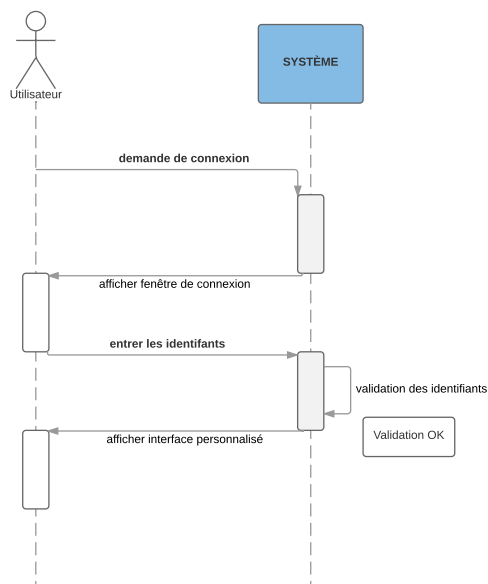 SYSTÈME
Utilisateur
demande de connexion
afficher fenêtre de connexion
entrer les identifants
validation des identifiants
Validation OK
afficher interface personnalisé